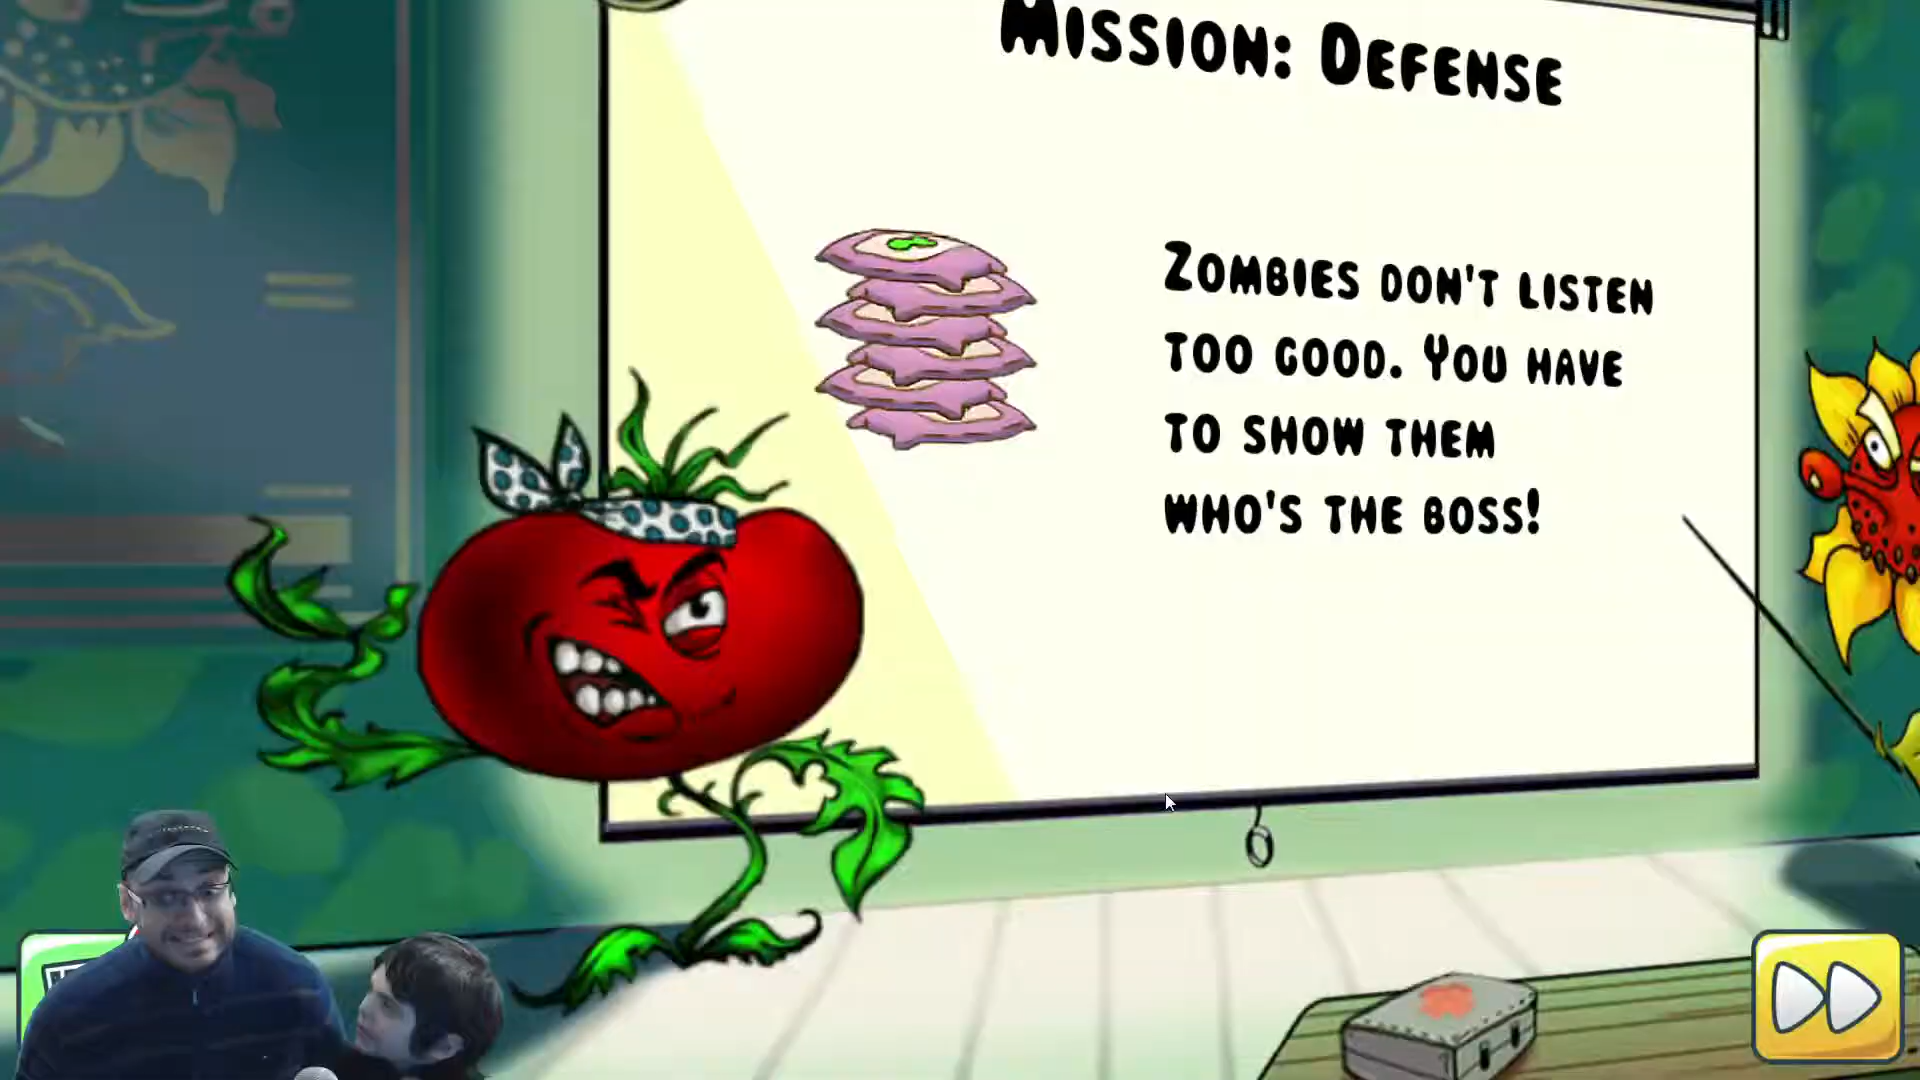 Mission: Defense
Zombies don't listen
too good. You have
to show them
who's the boss!